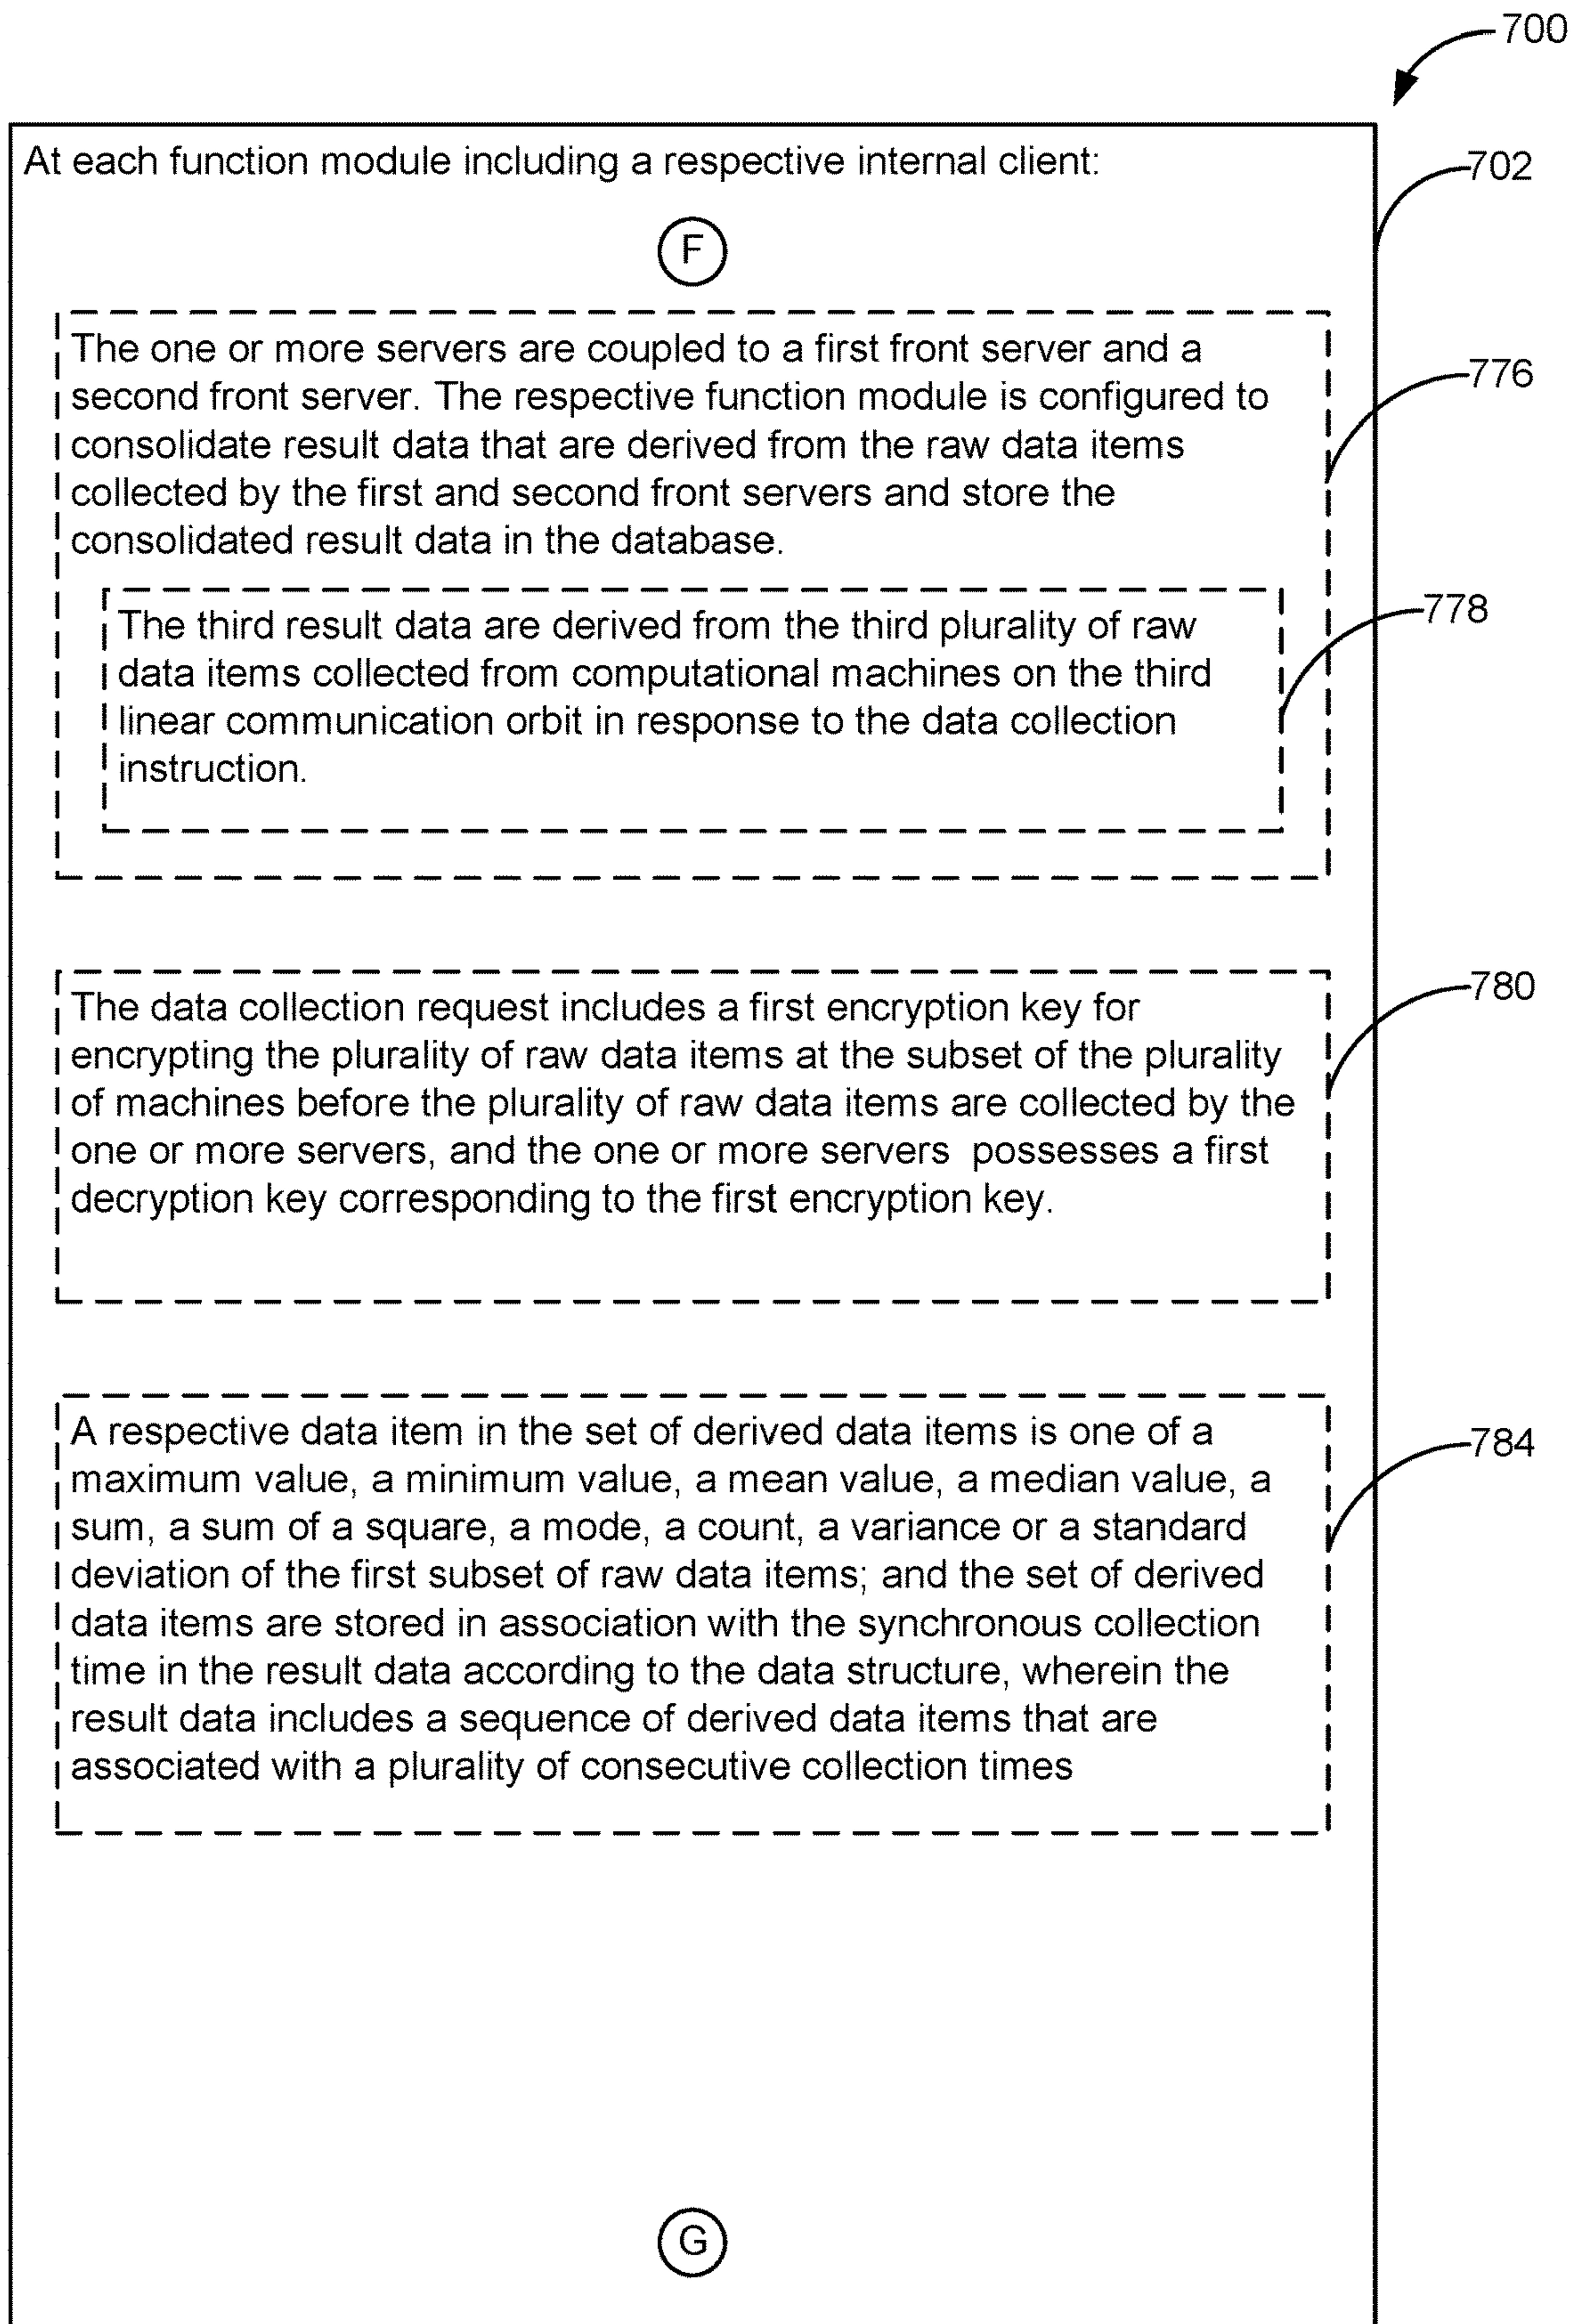 700
At each function module including a respective internal client:
702
F
The one or more servers are coupled to a first front server and a
second front server. The respective function module is configured to
776
consolidate result data that are derived from the raw data items
collected by the first and second front servers and store the
consolidated result data in the database.
The third result data are derived from the third plurality of raw
778
data items collected from computational machines on the third
linear communication orbit in response to the data collection
instruction.
The data collection request includes a first encryption key for
780
encrypting the plurality of raw data items at the subset of the plurality
of machines before the plurality of raw data items are collected by the
one or more servers, and the one or more servers  possesses a first
decryption key corresponding to the first encryption key.
A respective data item in the set of derived data items is one of a
784
maximum value, a minimum value, a mean value, a median value, a
sum, a sum of a square, a mode, a count, a variance or a standard
deviation of the first subset of raw data items; and the set of derived
data items are stored in association with the synchronous collection
time in the result data according to the data structure, wherein the
result data includes a sequence of derived data items that are
associated with a plurality of consecutive collection times
G